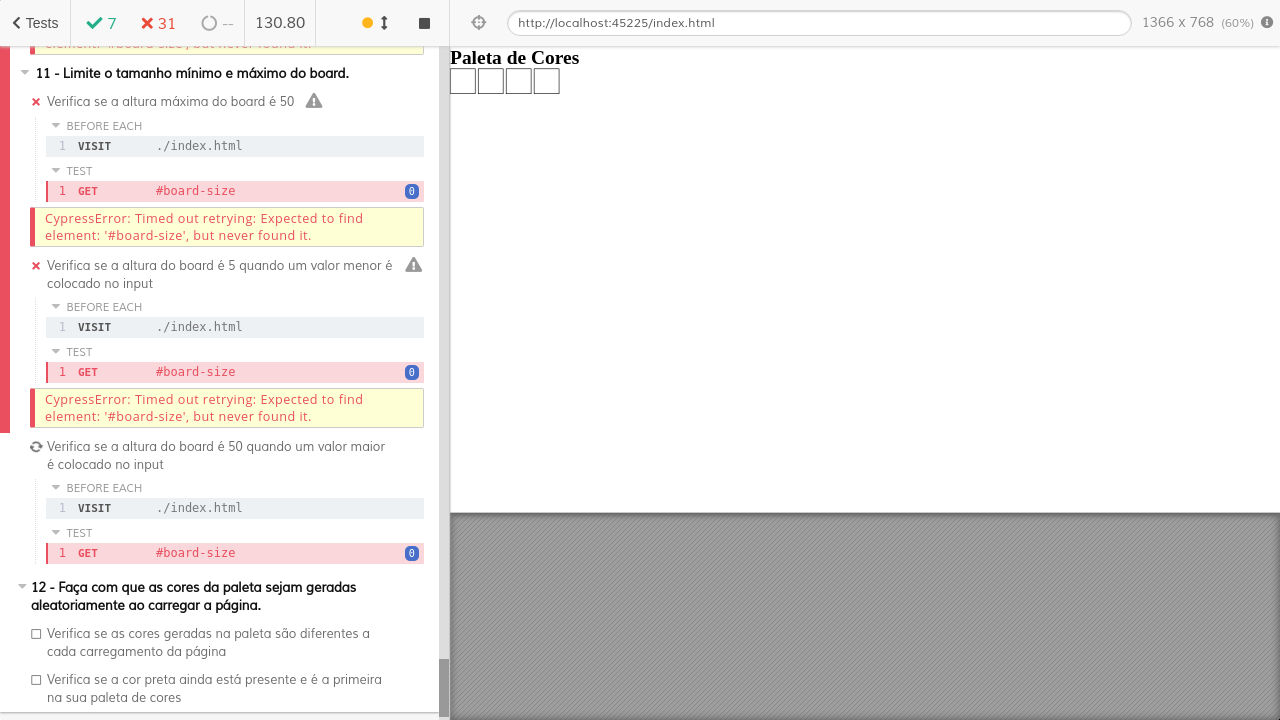 Tests 7 31 -- 130.80 http://localhost:45225/index.html 1366 x 768 (60%)
element: '#board-size', but never found it.
11 - Limite o tamanho mínimo e máximo do board.
Verifica se a altura máxima do board é 50
BEFORE EACH
1 VISIT ./index.html
TEST
1 GET #board-size 0
CypressError: Timed out retrying: Expected to find
element: '#board-size', but never found it.
Verifica se a altura do board é 5 quando um valor menor é
colocado no input
BEFORE EACH
1 VISIT ./index.html
TEST
1 GET #board-size 0
CypressError: Timed out retrying: Expected to find
element: '#board-size', but never found it.
Verifica se a altura do board é 50 quando um valor maior
é colocado no input
BEFORE EACH
1 VISIT ./index.html
TEST
1 GET #board-size 0
12 - Faça com que as cores da paleta sejam geradas
aleatoriamente ao carregar a página.
Verifica se as cores geradas na paleta são diferentes a
cada carregamento da página
Verifica se a cor preta ainda está presente e é a primeira
na sua paleta de cores
Paleta de Cores